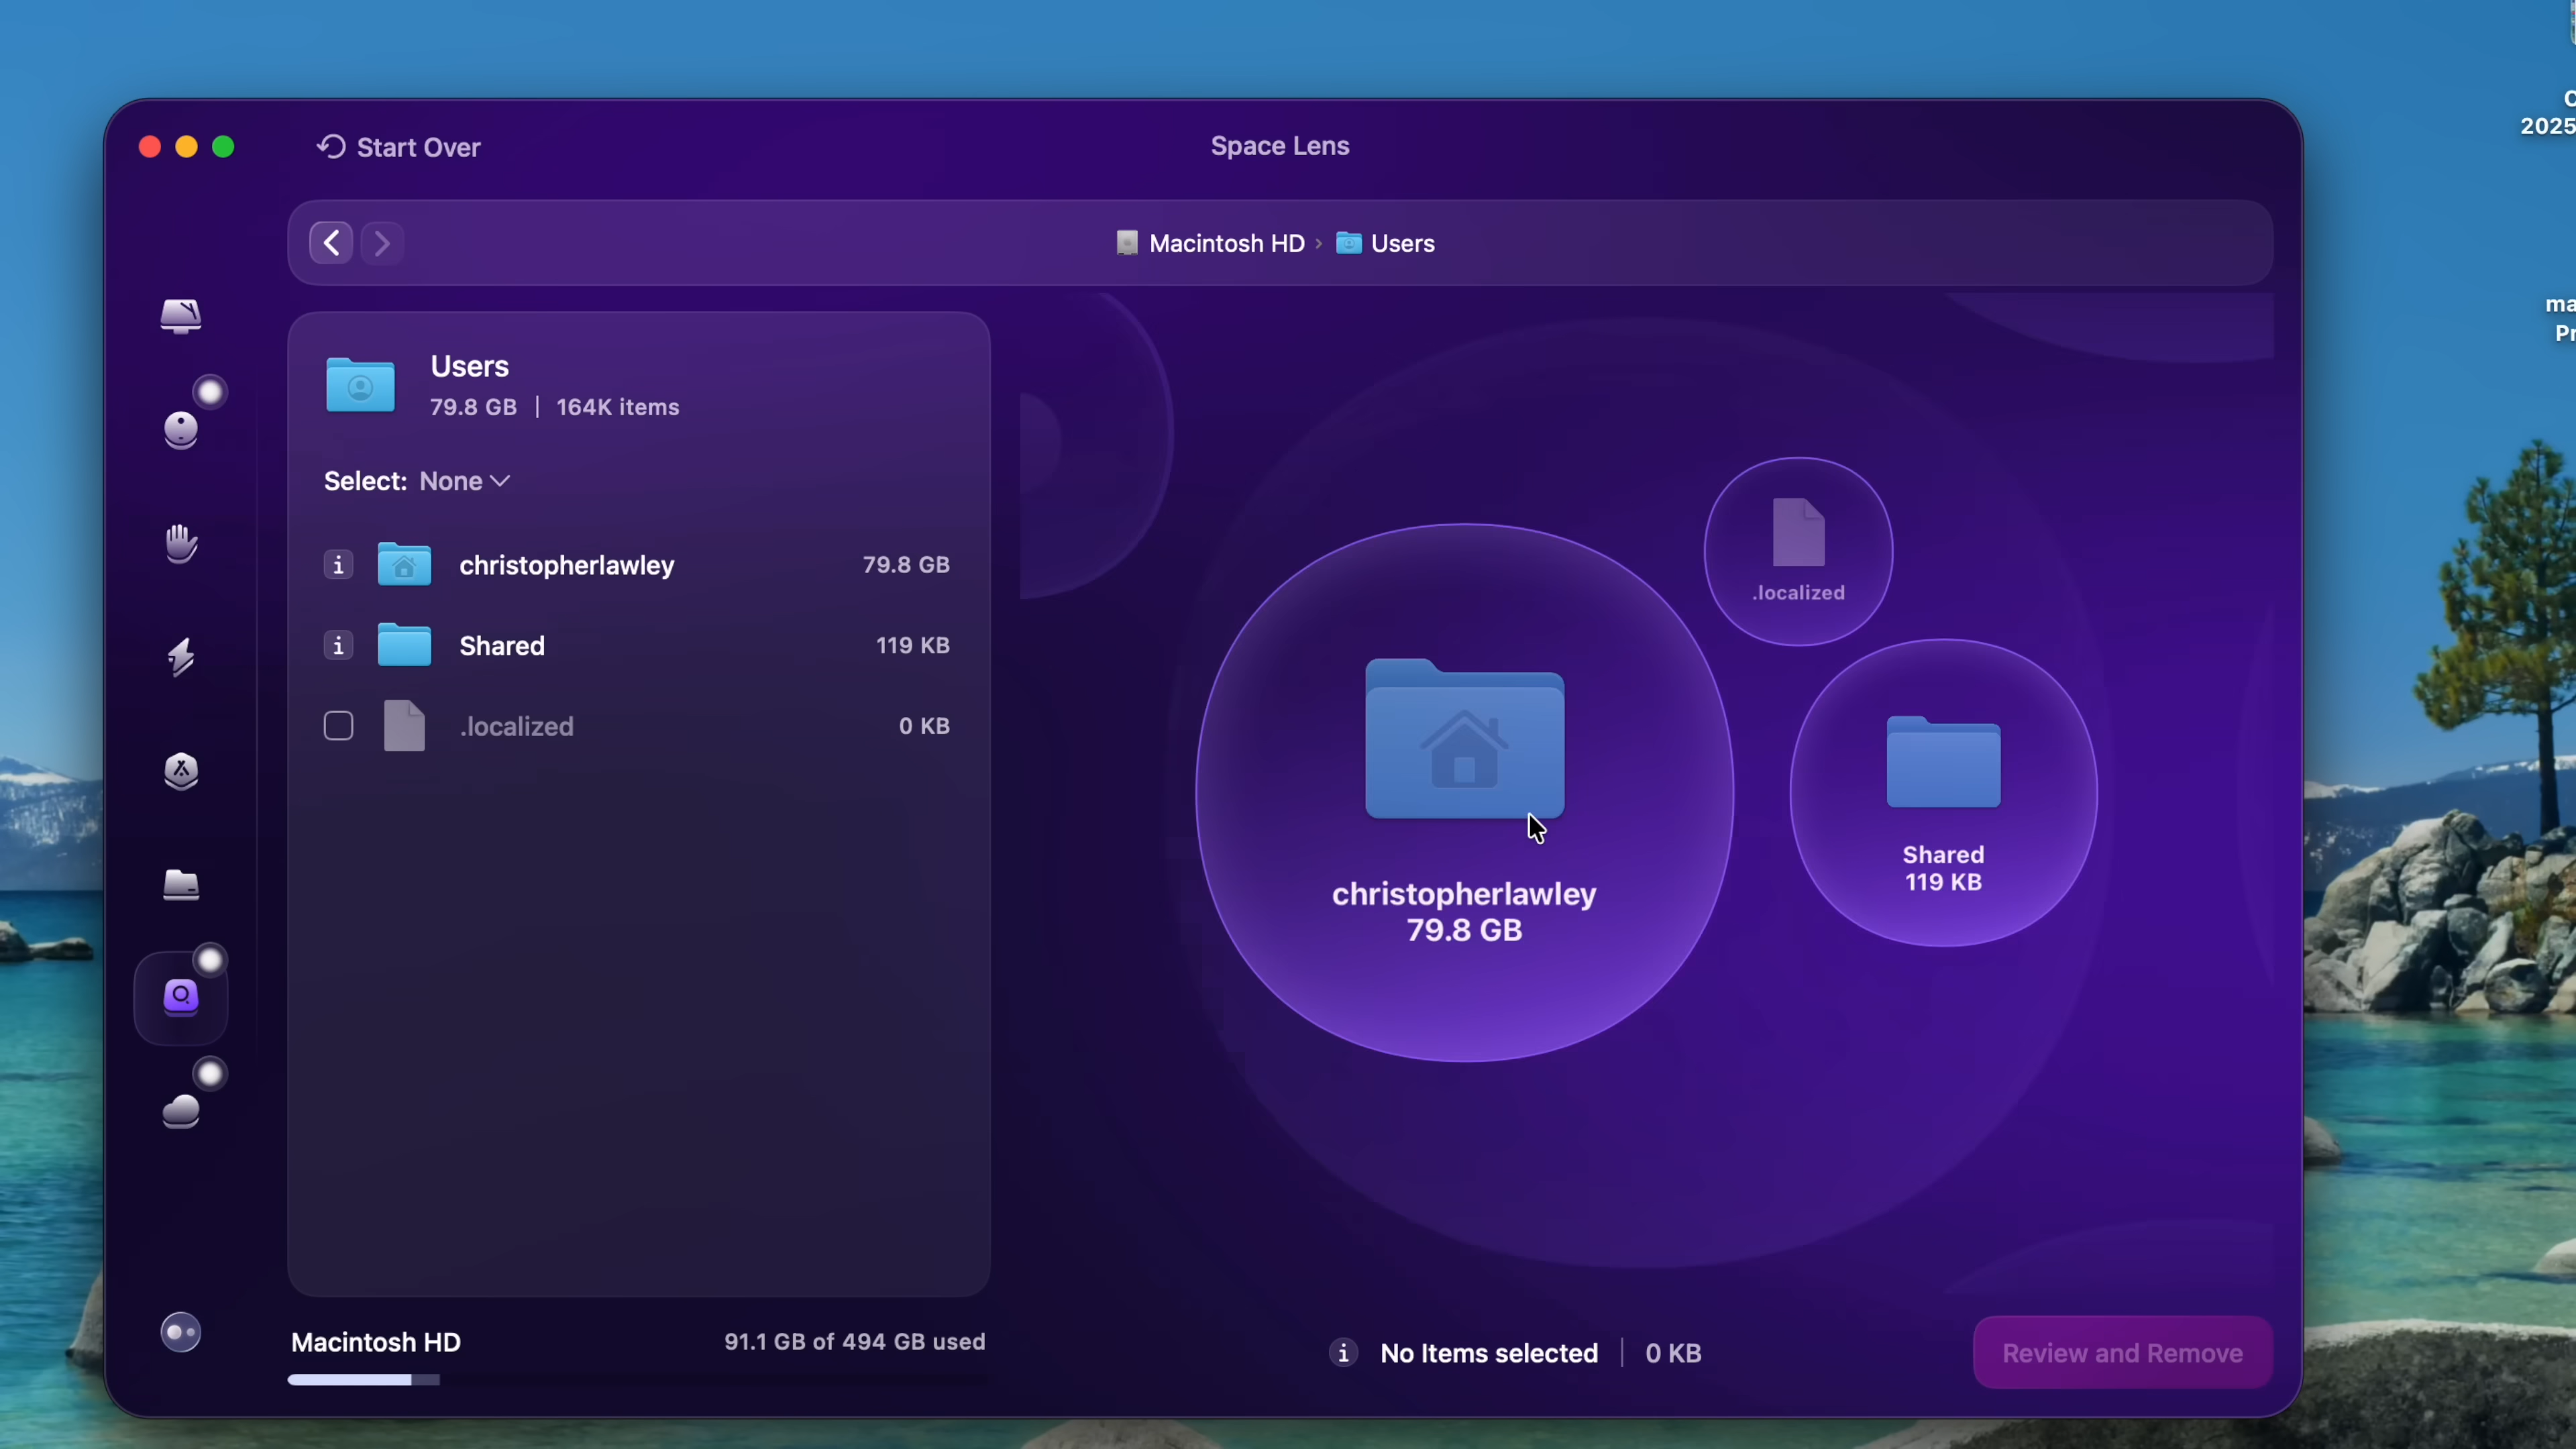 Start Over
Space Lens
Macintosh HD › Users
Users
79.8 GB | 164K items
Select: None
christopherlawley 79.8 GB
Shared 119 KB
.localized 0 KB
.localized
christopherlawley
79.8 GB
Shared
119 KB
Macintosh HD 91.1 GB of 494 GB used
No Items selected | 0 KB
Review and Remove
2025